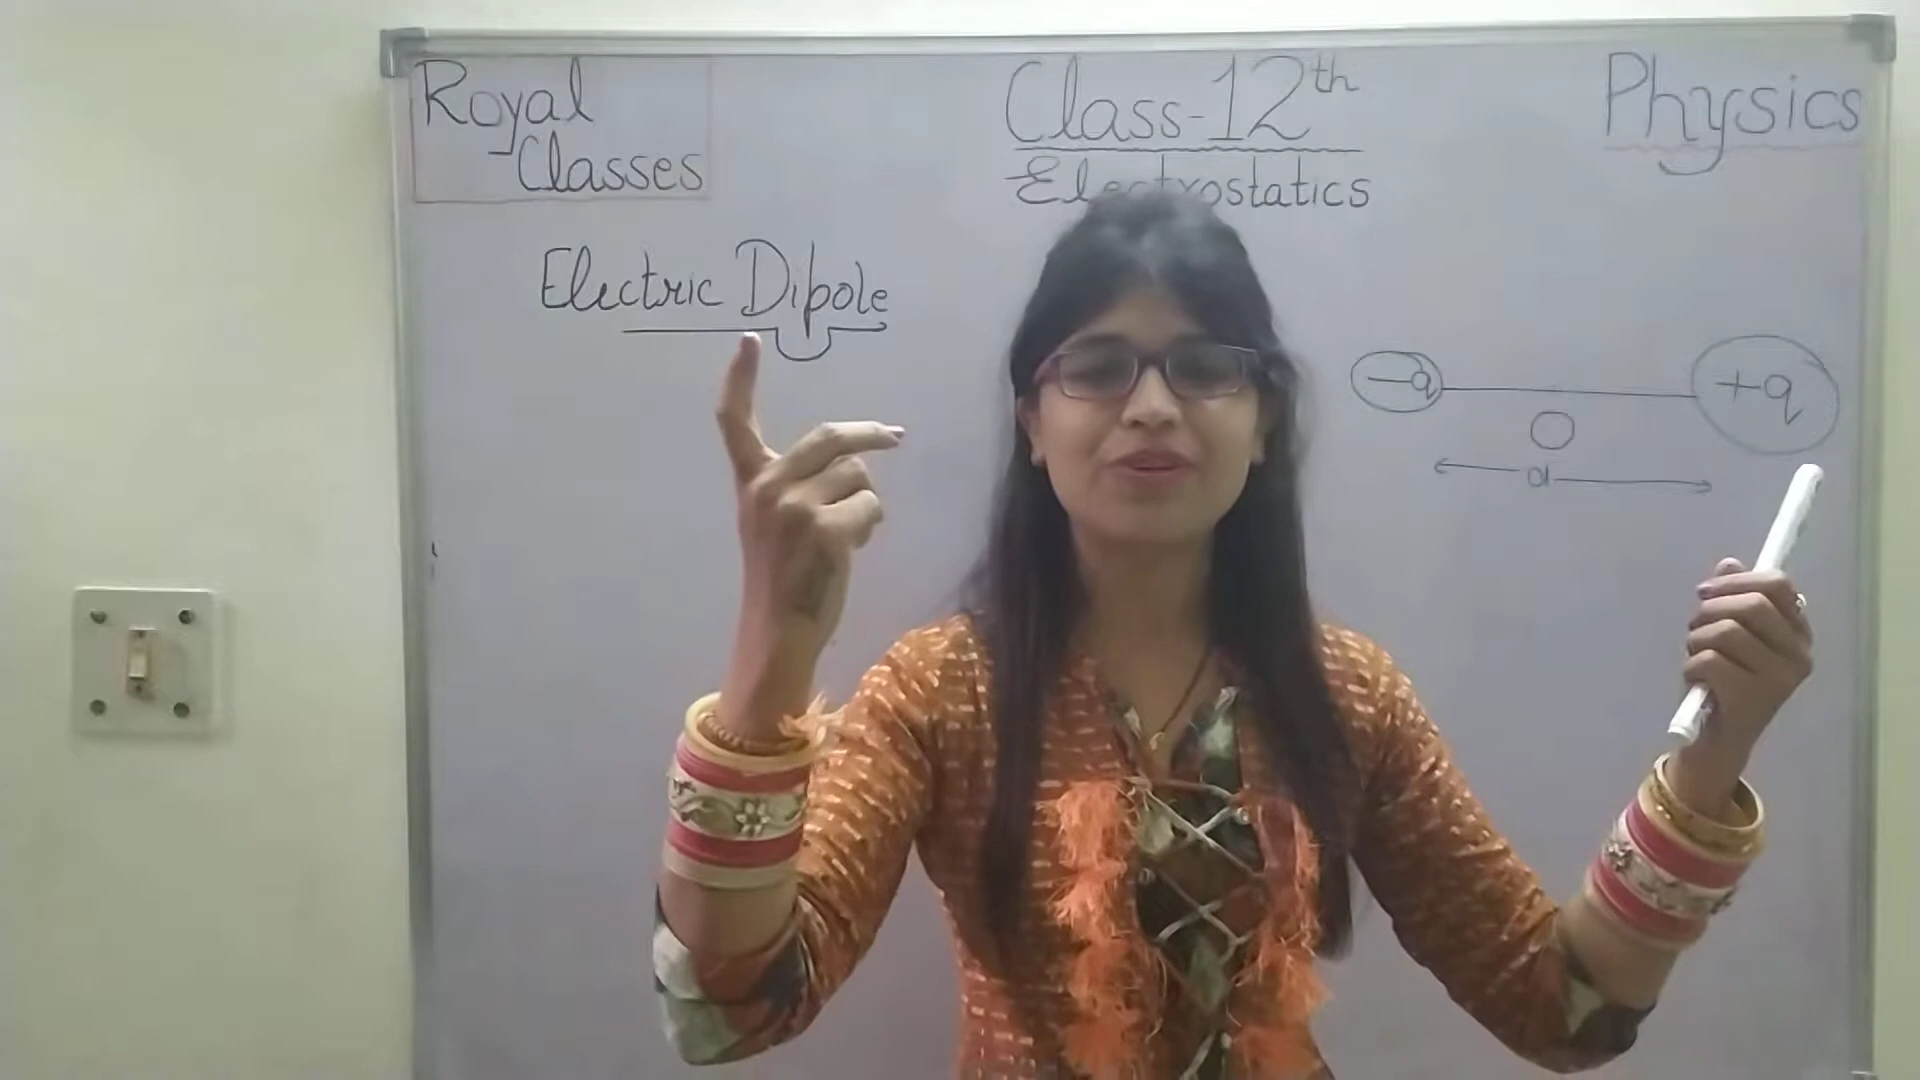 Royal
Classes
Class-12th
Electrostatics
Physics
Electric Dipole
-q
+q
O
d